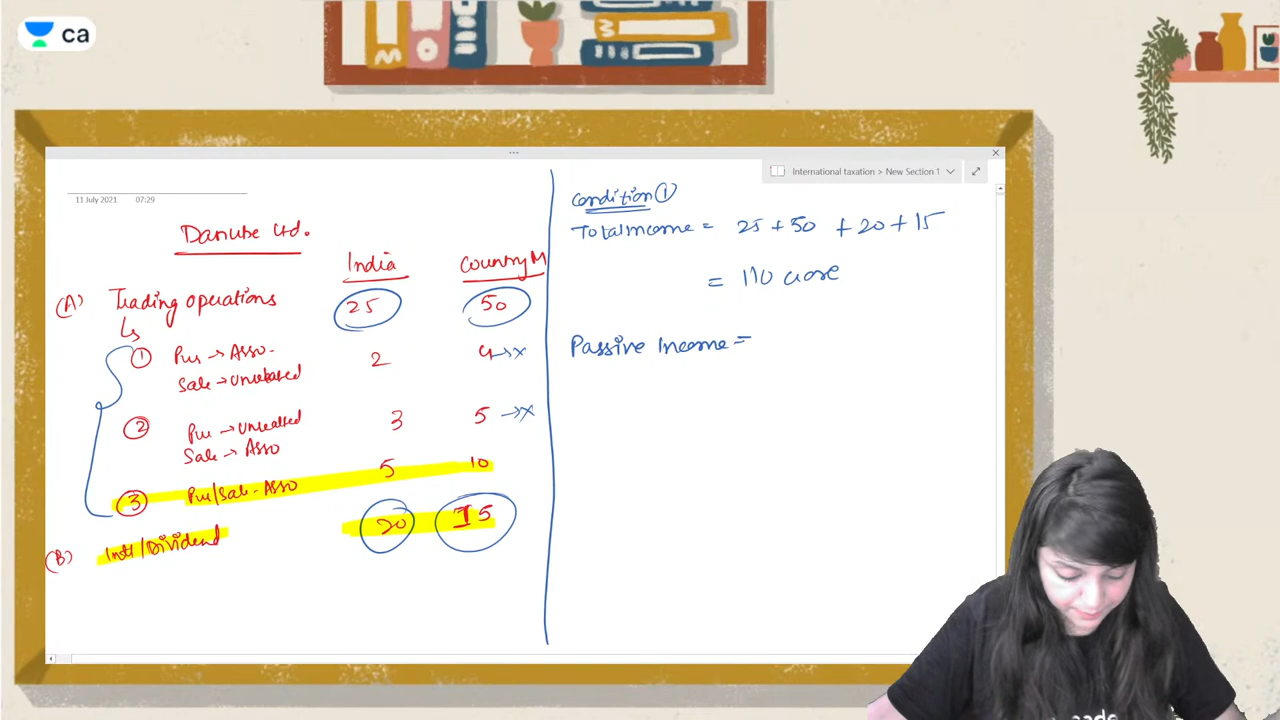 ca
International taxation > New Section 1
11 July 2021 07:29
Danube Ltd.
India Country M
(A) Trading operations 25 50
① Pur → Asso. 2 4 → x
Sale → Unrelated
② Pur → Unrealted 3 5 → x
Sale → Asso
③ Pur/Sale - Asso 5 10
(B) Intt/Dividend 20 15
Condition ①
Total Income = 25 + 50 + 20 + 15
= 110 crore
Passive Income =